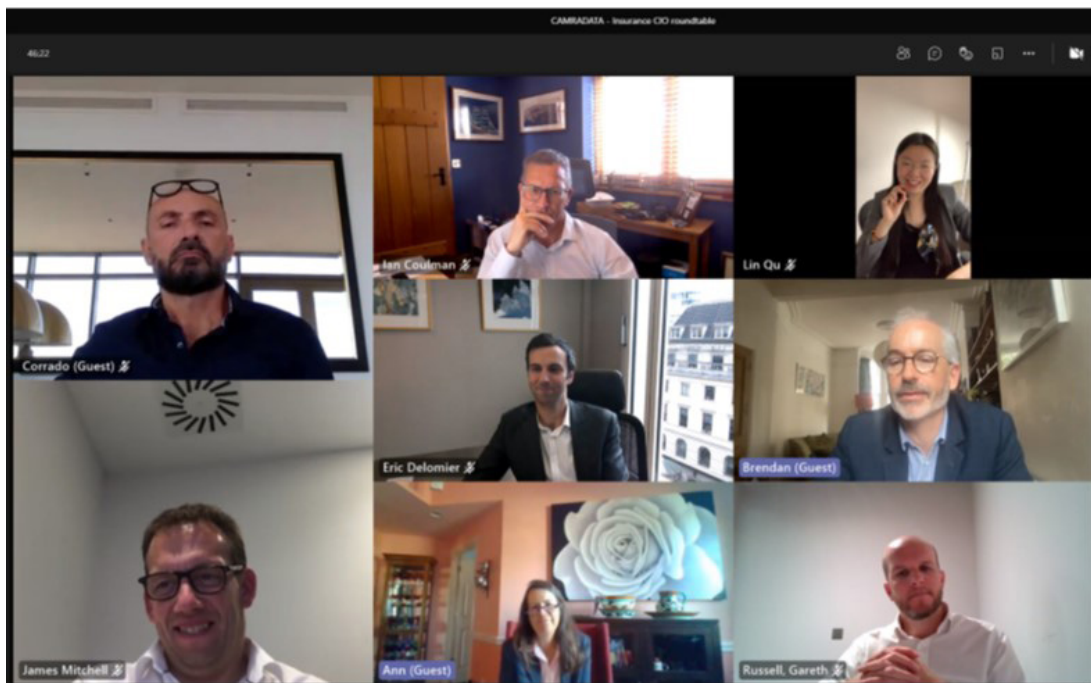 CAMRADATA - Insurance CIO roundtable
46:22
Corrado (Guest)
Ian Coulman
Lin Qu
Eric Delomier
Brendan (Guest)
James Mitchell
Ann (Guest)
Russell, Gareth